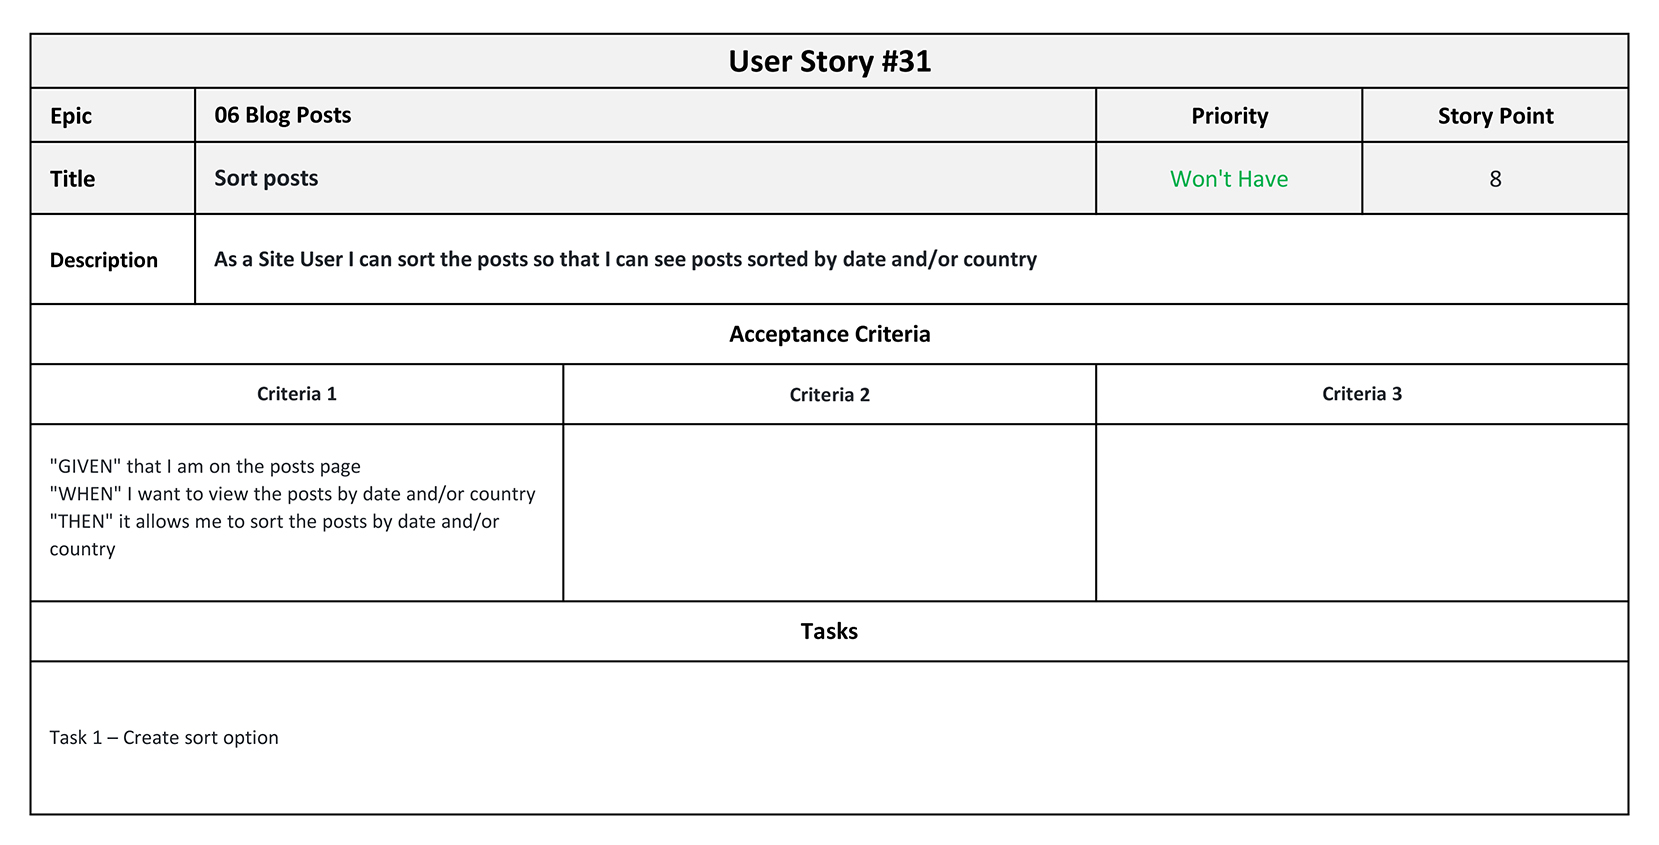 User Story #31
Epic
06 Blog Posts
Priority
Story Point
Title
Sort posts
Won't Have
8
Description
As a Site User I can sort the posts so that I can see posts sorted by date and/or country
Acceptance Criteria
Criteria 1
Criteria 2
Criteria 3
"GIVEN" that I am on the posts page
"WHEN" I want to view the posts by date and/or country
"THEN" it allows me to sort the posts by date and/or
country
Tasks
Task 1 – Create sort option